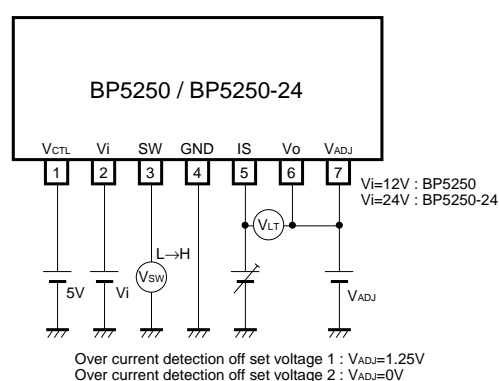 BP5250 / BP5250-24
VCTL Vi SW GND IS Vo VADJ
1 2 3 4 5 6 7
Vi=12V : BP5250
Vi=24V : BP5250-24
VLT
L→H
VSW
5V Vi VADJ
Over current detection off set voltage 1 : VADJ=1.25V
Over current detection off set voltage 2 : VADJ=0V